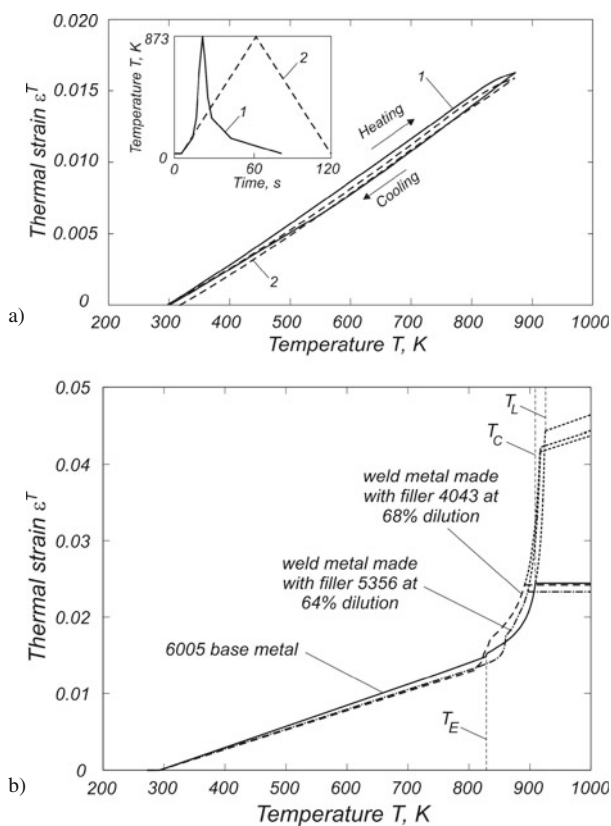 0.020
0.015
0.010
0.005
0
Thermal strain εᵀ
873
0
Temperature T, K
0
60
120
Time, s
1
2
1
Heating
Cooling
2
200
300
400
500
600
700
800
900
1000
Temperature T, K
a)
0.05
0.04
0.03
0.02
0.01
0
Thermal strain εᵀ
T_L
T_C
weld metal made
with filler 4043 at
68% dilution
weld metal made
with filler 5356 at
64% dilution
6005 base metal
T_E
200
300
400
500
600
700
800
900
1000
Temperature T, K
b)